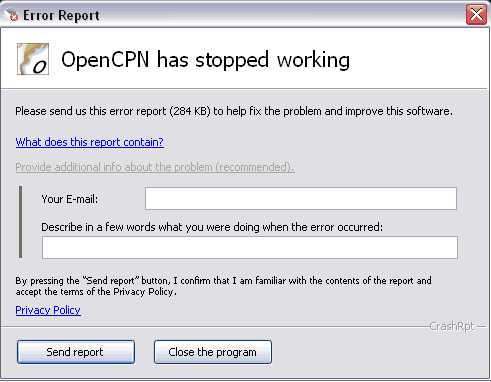 Error Report
OpenCPN has stopped working
Please send us this error report (284 KB) to help fix the problem and improve this software.
What does this report contain?
Provide additional info about the problem (recommended).
Your E-mail:
Describe in a few words what you were doing when the error occurred:
By pressing the "Send report" button, I confirm that I am familiar with the contents of the report and
accept the terms of the Privacy Policy.
Privacy Policy
CrashRpt
Send report
Close the program